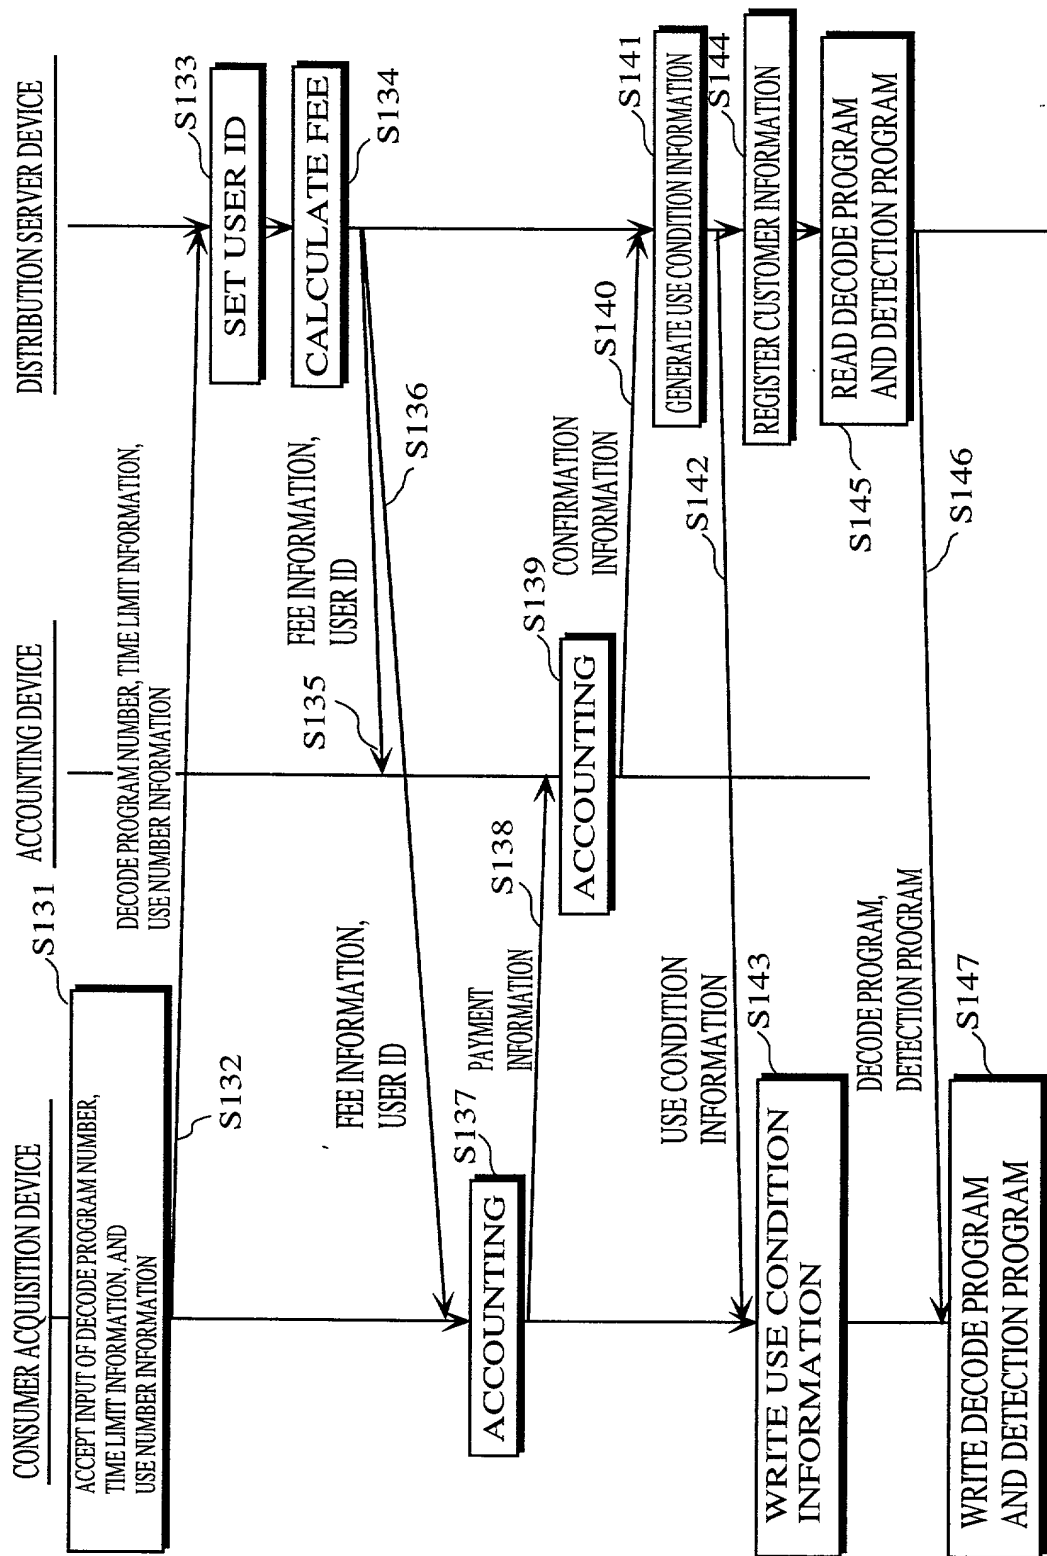 CONSUMER ACQUISITION DEVICE
ACCOUNTING DEVICE
DISTRIBUTION SERVER DEVICE
S131
ACCEPT INPUT OF DECODE PROGRAM NUMBER,
TIME LIMIT INFORMATION, AND
USE NUMBER INFORMATION
DECODE PROGRAM NUMBER, TIME LIMIT INFORMATION,
USE NUMBER INFORMATION
S132
S133
SET USER ID
CALCULATE FEE
S134
S135
FEE INFORMATION,
USER ID
S136
FEE INFORMATION,
USER ID
S137
ACCOUNTING
PAYMENT
INFORMATION
S138
S139
ACCOUNTING
CONFIRMATION
INFORMATION
S140
S141
GENERATE USE CONDITION INFORMATION
USE CONDITION
INFORMATION
S142
S143
WRITE USE CONDITION
INFORMATION
S144
REGISTER CUSTOMER INFORMATION
S145
READ DECODE PROGRAM
AND DETECTION PROGRAM
DECODE PROGRAM,
DETECTION PROGRAM
S146
S147
WRITE DECODE PROGRAM
AND DETECTION PROGRAM